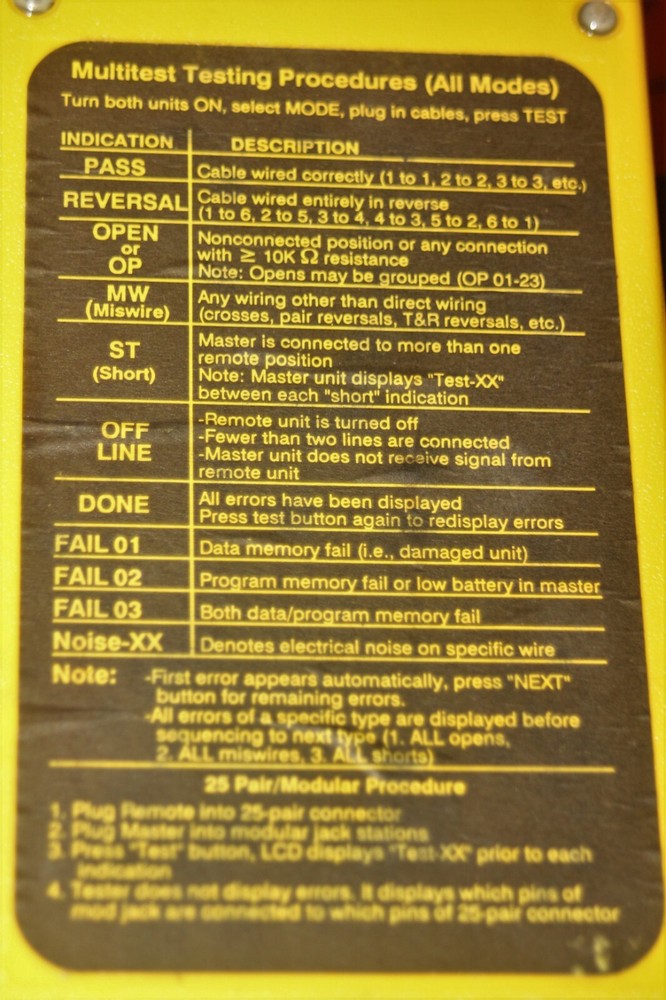 Multitest Testing Procedures (All Modes)
Turn both units ON, select MODE, plug in cables, press TEST
INDICATION DESCRIPTION
PASS Cable wired correctly (1 to 1, 2 to 2, 3 to 3, etc.)
REVERSAL Cable wired entirely in reverse
(1 to 6, 2 to 5, 3 to 4, 4 to 3, 5 to 2, 6 to 1)
OPEN
or
OP
Nonconnected position or any connection
with ≥ 10K Ω resistance
Note: Opens may be grouped (OP 01-23)
MW
(Miswire)
Any wiring other than direct wiring
(crosses, pair reversals, T&R reversals, etc.)
ST
(Short)
Master is connected to more than one
remote position
Note: Master unit displays "Test-XX"
between each "short" indication
OFF
LINE
-Remote unit is turned off
-Fewer than two lines are connected
-Master unit does not receive signal from
remote unit
DONE
All errors have been displayed
Press test button again to redisplay errors
FAIL 01 Data memory fail (i.e., damaged unit)
FAIL 02 Program memory fail or low battery in master
FAIL 03 Both data/program memory fail
Noise-XX Denotes electrical noise on specific wire
Note: -First error appears automatically, press "NEXT"
button for remaining errors.
-All errors of a specific type are displayed before
sequencing to next type (1. ALL opens,
2. ALL miswires, 3. ALL shorts)
25 Pair/Modular Procedure
1. Plug Remote into 25-pair connector
2. Plug Master into modular jack stations
3. Press "Test" button, LCD displays "Test-XX" prior to each
indication
4. Tester does not display errors. It displays which pins of
mod jack are connected to which pins of 25-pair connector